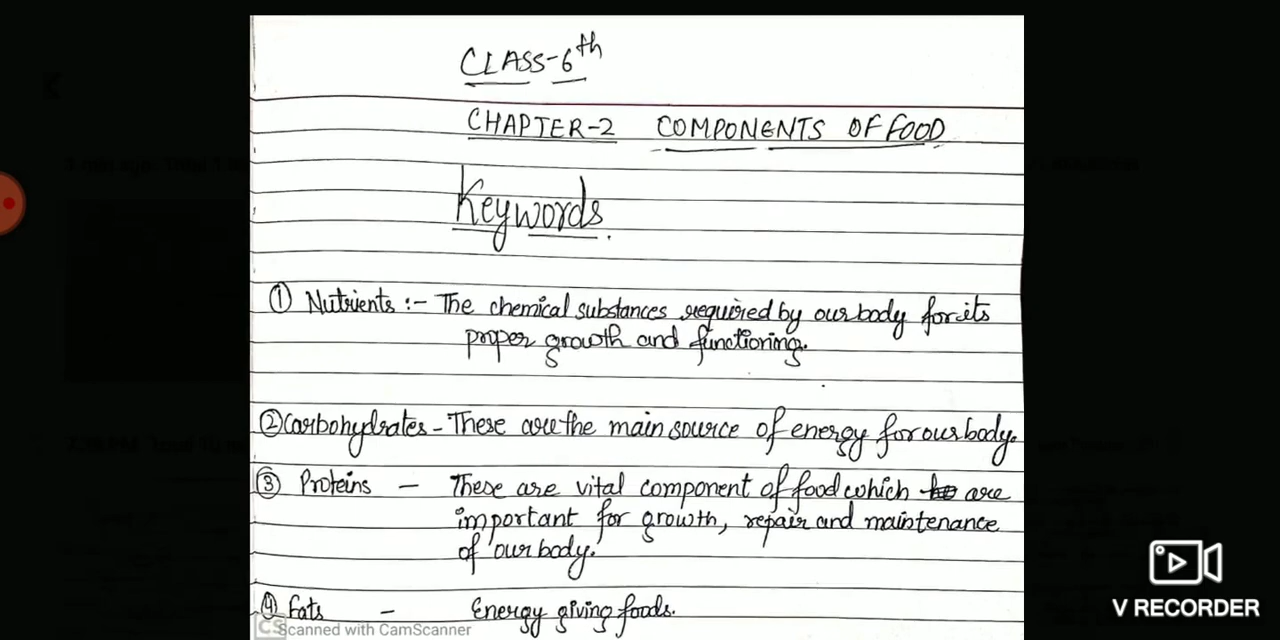 CLASS-6th
CHAPTER-2 COMPONENTS OF FOOD
Keywords.
① Nutrients :- The chemical substances required by our body for its
proper growth and functioning.
② Carbohydrates - These are the main source of energy for our body.
③ Proteins - These are vital component of food which are
important for growth, repair and maintenance
of our body.
④ Fats - Energy giving foods.
CS Scanned with CamScanner
V RECORDER